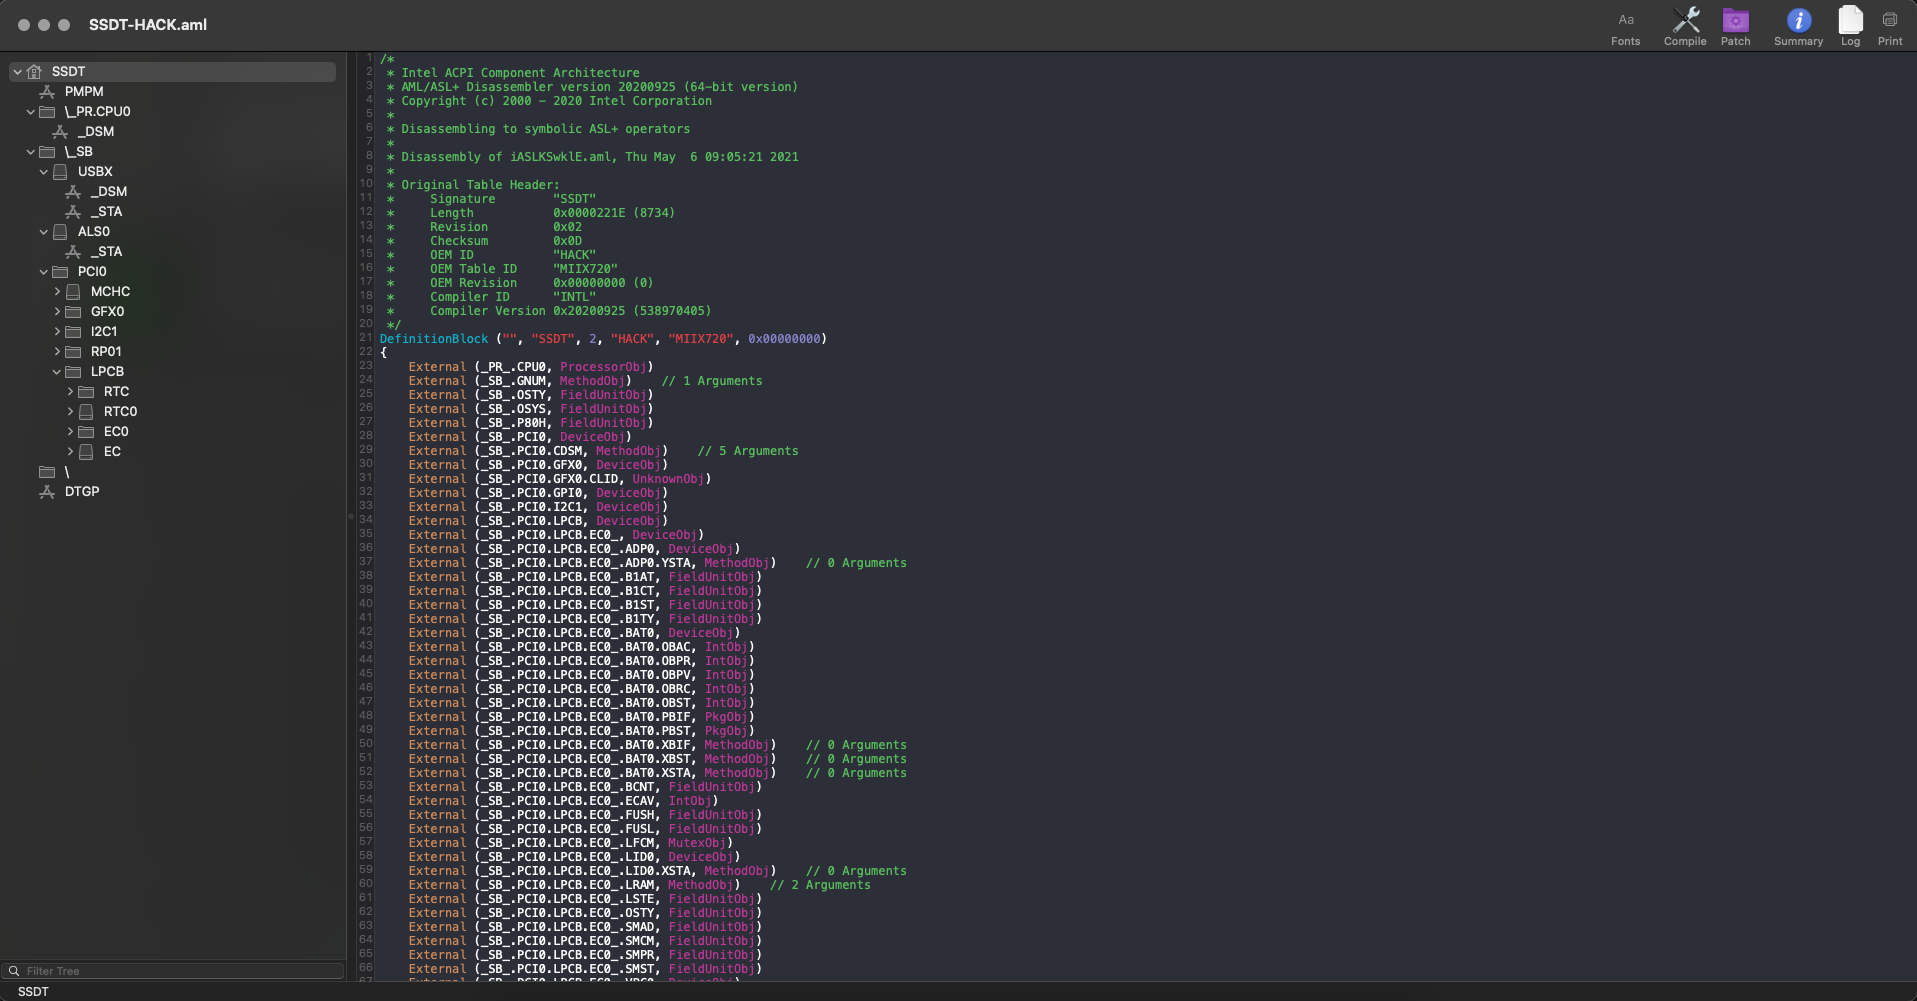 SSDT-HACK.aml
Aa
Fonts
Compile
Patch
Summary
Log
Print
SSDT
PMPM
\_PR.CPU0
_DSM
\_SB
USBX
_DSM
_STA
ALS0
_STA
PCI0
MCHC
GFX0
I2C1
RP01
LPCB
RTC
RTC0
EC0
EC
\
DTGP
Filter Tree
SSDT
1 /*
2 * Intel ACPI Component Architecture
3 * AML/ASL+ Disassembler version 20200925 (64-bit version)
4 * Copyright (c) 2000 - 2020 Intel Corporation
5 *
6 * Disassembling to symbolic ASL+ operators
7 *
8 * Disassembly of iASLKSwklE.aml, Thu May  6 09:05:21 2021
9 *
10 * Original Table Header:
11 *     Signature        "SSDT"
12 *     Length           0x0000221E (8734)
13 *     Revision         0x02
14 *     Checksum         0x0D
15 *     OEM ID           "HACK"
16 *     OEM Table ID     "MIIX720"
17 *     OEM Revision     0x00000000 (0)
18 *     Compiler ID      "INTL"
19 *     Compiler Version 0x20200925 (538970405)
20 */
21 DefinitionBlock ("", "SSDT", 2, "HACK", "MIIX720", 0x00000000)
22 {
23 External (_PR_.CPU0, ProcessorObj)
24 External (_SB_.GNUM, MethodObj)    // 1 Arguments
25 External (_SB_.OSTY, FieldUnitObj)
26 External (_SB_.OSYS, FieldUnitObj)
27 External (_SB_.P80H, FieldUnitObj)
28 External (_SB_.PCI0, DeviceObj)
29 External (_SB_.PCI0.CDSM, MethodObj)    // 5 Arguments
30 External (_SB_.PCI0.GFX0, DeviceObj)
31 External (_SB_.PCI0.GFX0.CLID, UnknownObj)
32 External (_SB_.PCI0.GPI0, DeviceObj)
33 External (_SB_.PCI0.I2C1, DeviceObj)
34 External (_SB_.PCI0.LPCB, DeviceObj)
35 External (_SB_.PCI0.LPCB.EC0_, DeviceObj)
36 External (_SB_.PCI0.LPCB.EC0_.ADP0, DeviceObj)
37 External (_SB_.PCI0.LPCB.EC0_.ADP0.YSTA, MethodObj)    // 0 Arguments
38 External (_SB_.PCI0.LPCB.EC0_.B1AT, FieldUnitObj)
39 External (_SB_.PCI0.LPCB.EC0_.B1CT, FieldUnitObj)
40 External (_SB_.PCI0.LPCB.EC0_.B1ST, FieldUnitObj)
41 External (_SB_.PCI0.LPCB.EC0_.B1TY, FieldUnitObj)
42 External (_SB_.PCI0.LPCB.EC0_.BAT0, DeviceObj)
43 External (_SB_.PCI0.LPCB.EC0_.BAT0.OBAC, IntObj)
44 External (_SB_.PCI0.LPCB.EC0_.BAT0.OBPR, IntObj)
45 External (_SB_.PCI0.LPCB.EC0_.BAT0.OBPV, IntObj)
46 External (_SB_.PCI0.LPCB.EC0_.BAT0.OBRC, IntObj)
47 External (_SB_.PCI0.LPCB.EC0_.BAT0.OBST, IntObj)
48 External (_SB_.PCI0.LPCB.EC0_.BAT0.PBIF, PkgObj)
49 External (_SB_.PCI0.LPCB.EC0_.BAT0.PBST, PkgObj)
50 External (_SB_.PCI0.LPCB.EC0_.BAT0.XBIF, MethodObj)    // 0 Arguments
51 External (_SB_.PCI0.LPCB.EC0_.BAT0.XBST, MethodObj)    // 0 Arguments
52 External (_SB_.PCI0.LPCB.EC0_.BAT0.XSTA, MethodObj)    // 0 Arguments
53 External (_SB_.PCI0.LPCB.EC0_.BCNT, FieldUnitObj)
54 External (_SB_.PCI0.LPCB.EC0_.ECAV, IntObj)
55 External (_SB_.PCI0.LPCB.EC0_.FUSH, FieldUnitObj)
56 External (_SB_.PCI0.LPCB.EC0_.FUSL, FieldUnitObj)
57 External (_SB_.PCI0.LPCB.EC0_.LFCM, MutexObj)
58 External (_SB_.PCI0.LPCB.EC0_.LID0, DeviceObj)
59 External (_SB_.PCI0.LPCB.EC0_.LID0.XSTA, MethodObj)    // 0 Arguments
60 External (_SB_.PCI0.LPCB.EC0_.LRAM, MethodObj)    // 2 Arguments
61 External (_SB_.PCI0.LPCB.EC0_.LSTE, FieldUnitObj)
62 External (_SB_.PCI0.LPCB.EC0_.OSTY, FieldUnitObj)
63 External (_SB_.PCI0.LPCB.EC0_.SMAD, FieldUnitObj)
64 External (_SB_.PCI0.LPCB.EC0_.SMCM, FieldUnitObj)
65 External (_SB_.PCI0.LPCB.EC0_.SMPR, FieldUnitObj)
66 External (_SB_.PCI0.LPCB.EC0_.SMST, FieldUnitObj)